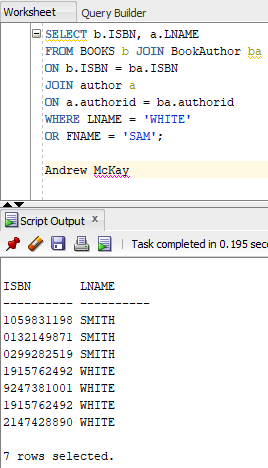 Worksheet Query Builder
SELECT b.ISBN, a.LNAME
FROM BOOKS b JOIN BookAuthor ba
ON b.ISBN = ba.ISBN
JOIN author a
ON a.authorid = ba.authorid
WHERE LNAME = 'WHITE'
OR FNAME = 'SAM';
Andrew McKay
Script Output x
Task completed in 0.195 seco
ISBN LNAME
---------- ----------
1059831198 SMITH
0132149871 SMITH
0299282519 SMITH
1915762492 WHITE
9247381001 WHITE
1915762492 WHITE
2147428890 WHITE
7 rows selected.